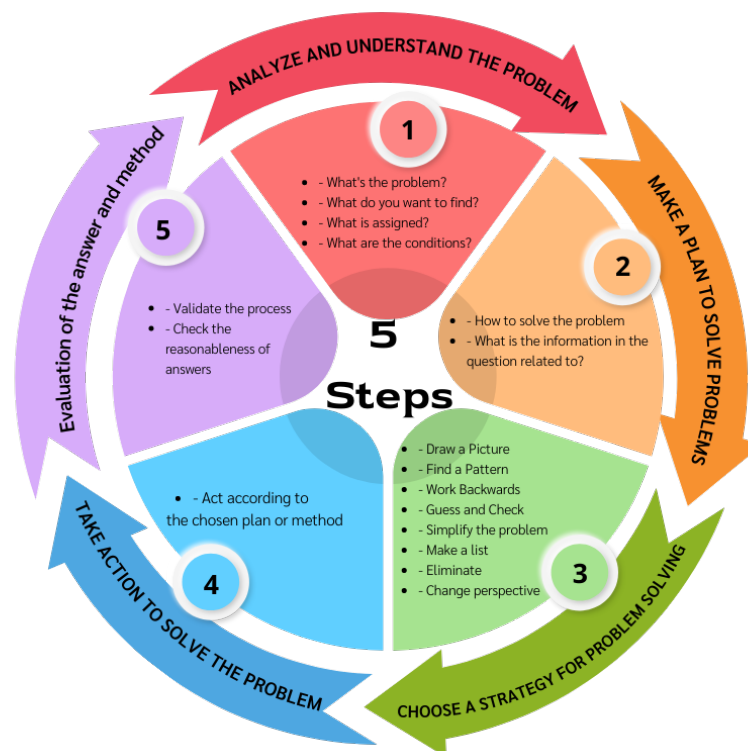 ANALYZE AND UNDERSTAND THE PROBLEM
1
- What's the problem?
- What do you want to find?
- What is assigned?
- What are the conditions?
MAKE A PLAN TO SOLVE PROBLEMS
2
- How to solve the problem
- What is the information in the
question related to?
CHOOSE A STRATEGY FOR PROBLEM SOLVING
3
- Draw a Picture
- Find a Pattern
- Work Backwards
- Guess and Check
- Simplify the problem
- Make a list
- Eliminate
- Change perspective
TAKE ACTION TO SOLVE THE PROBLEM
4
- Act according to
the chosen plan or method
Evaluation of the answer and method
5
- Validate the process
- Check the
reasonableness of
answers
5
Steps